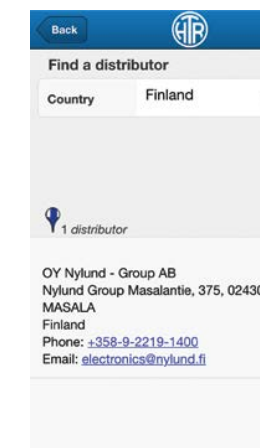 Back
HTR
Find a distributor
Country Finland
1 distributor
OY Nylund - Group AB
Nylund Group Masalantie, 375, 02430
MASALA
Finland
Phone: +358-9-2219-1400
Email: electronics@nylund.fi